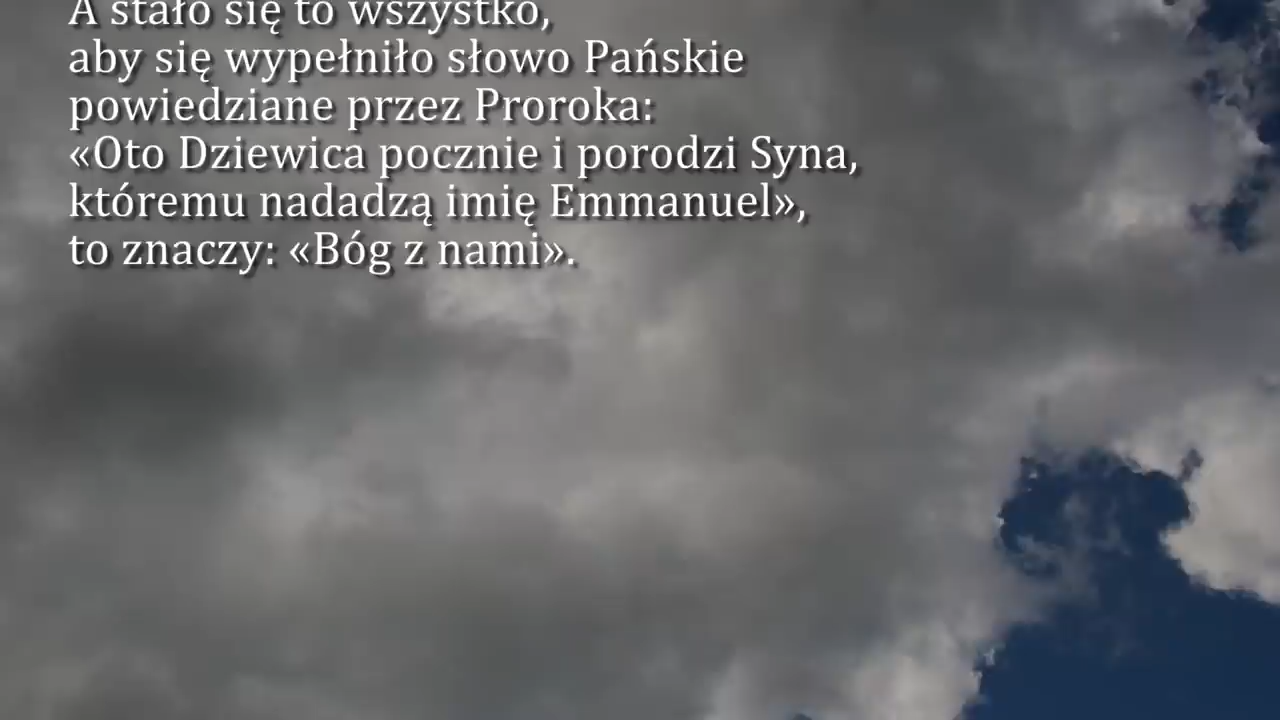 A stało się to wszystko,
aby się wypełniło słowo Pańskie
powiedziane przez Proroka:
«Oto Dziewica pocznie i porodzi Syna,
któremu nadadzą imię Emmanuel»,
to znaczy: «Bóg z nami».